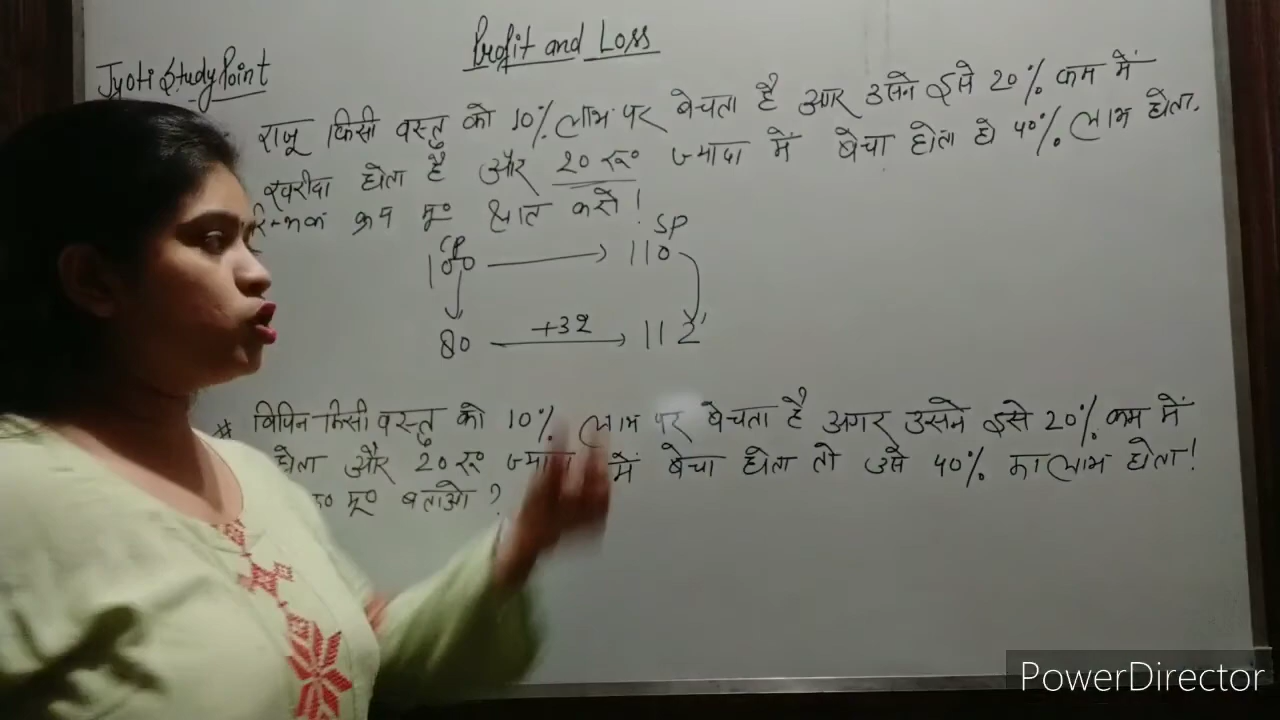 Profit and Loss
Jyoti Study Point
राजू किसी वस्तु को 10% लाभ पर बेचता है और उसने इसे 20% कम में
खरीदा होता है और 20 रू० ज्यादा में बेचा होता हो 40% लाभ होता.
क्रय मू० ज्ञात करो!
CP SP
100 110
80 +32 112
# विपिन किसी वस्तु को 10% लाभ पर बेचता है अगर उसने इसे 20% कम में
होता और 20 रू० में बेचा होता तो उसे 40% का लाभ होता!
मू० बताओ ?
PowerDirector